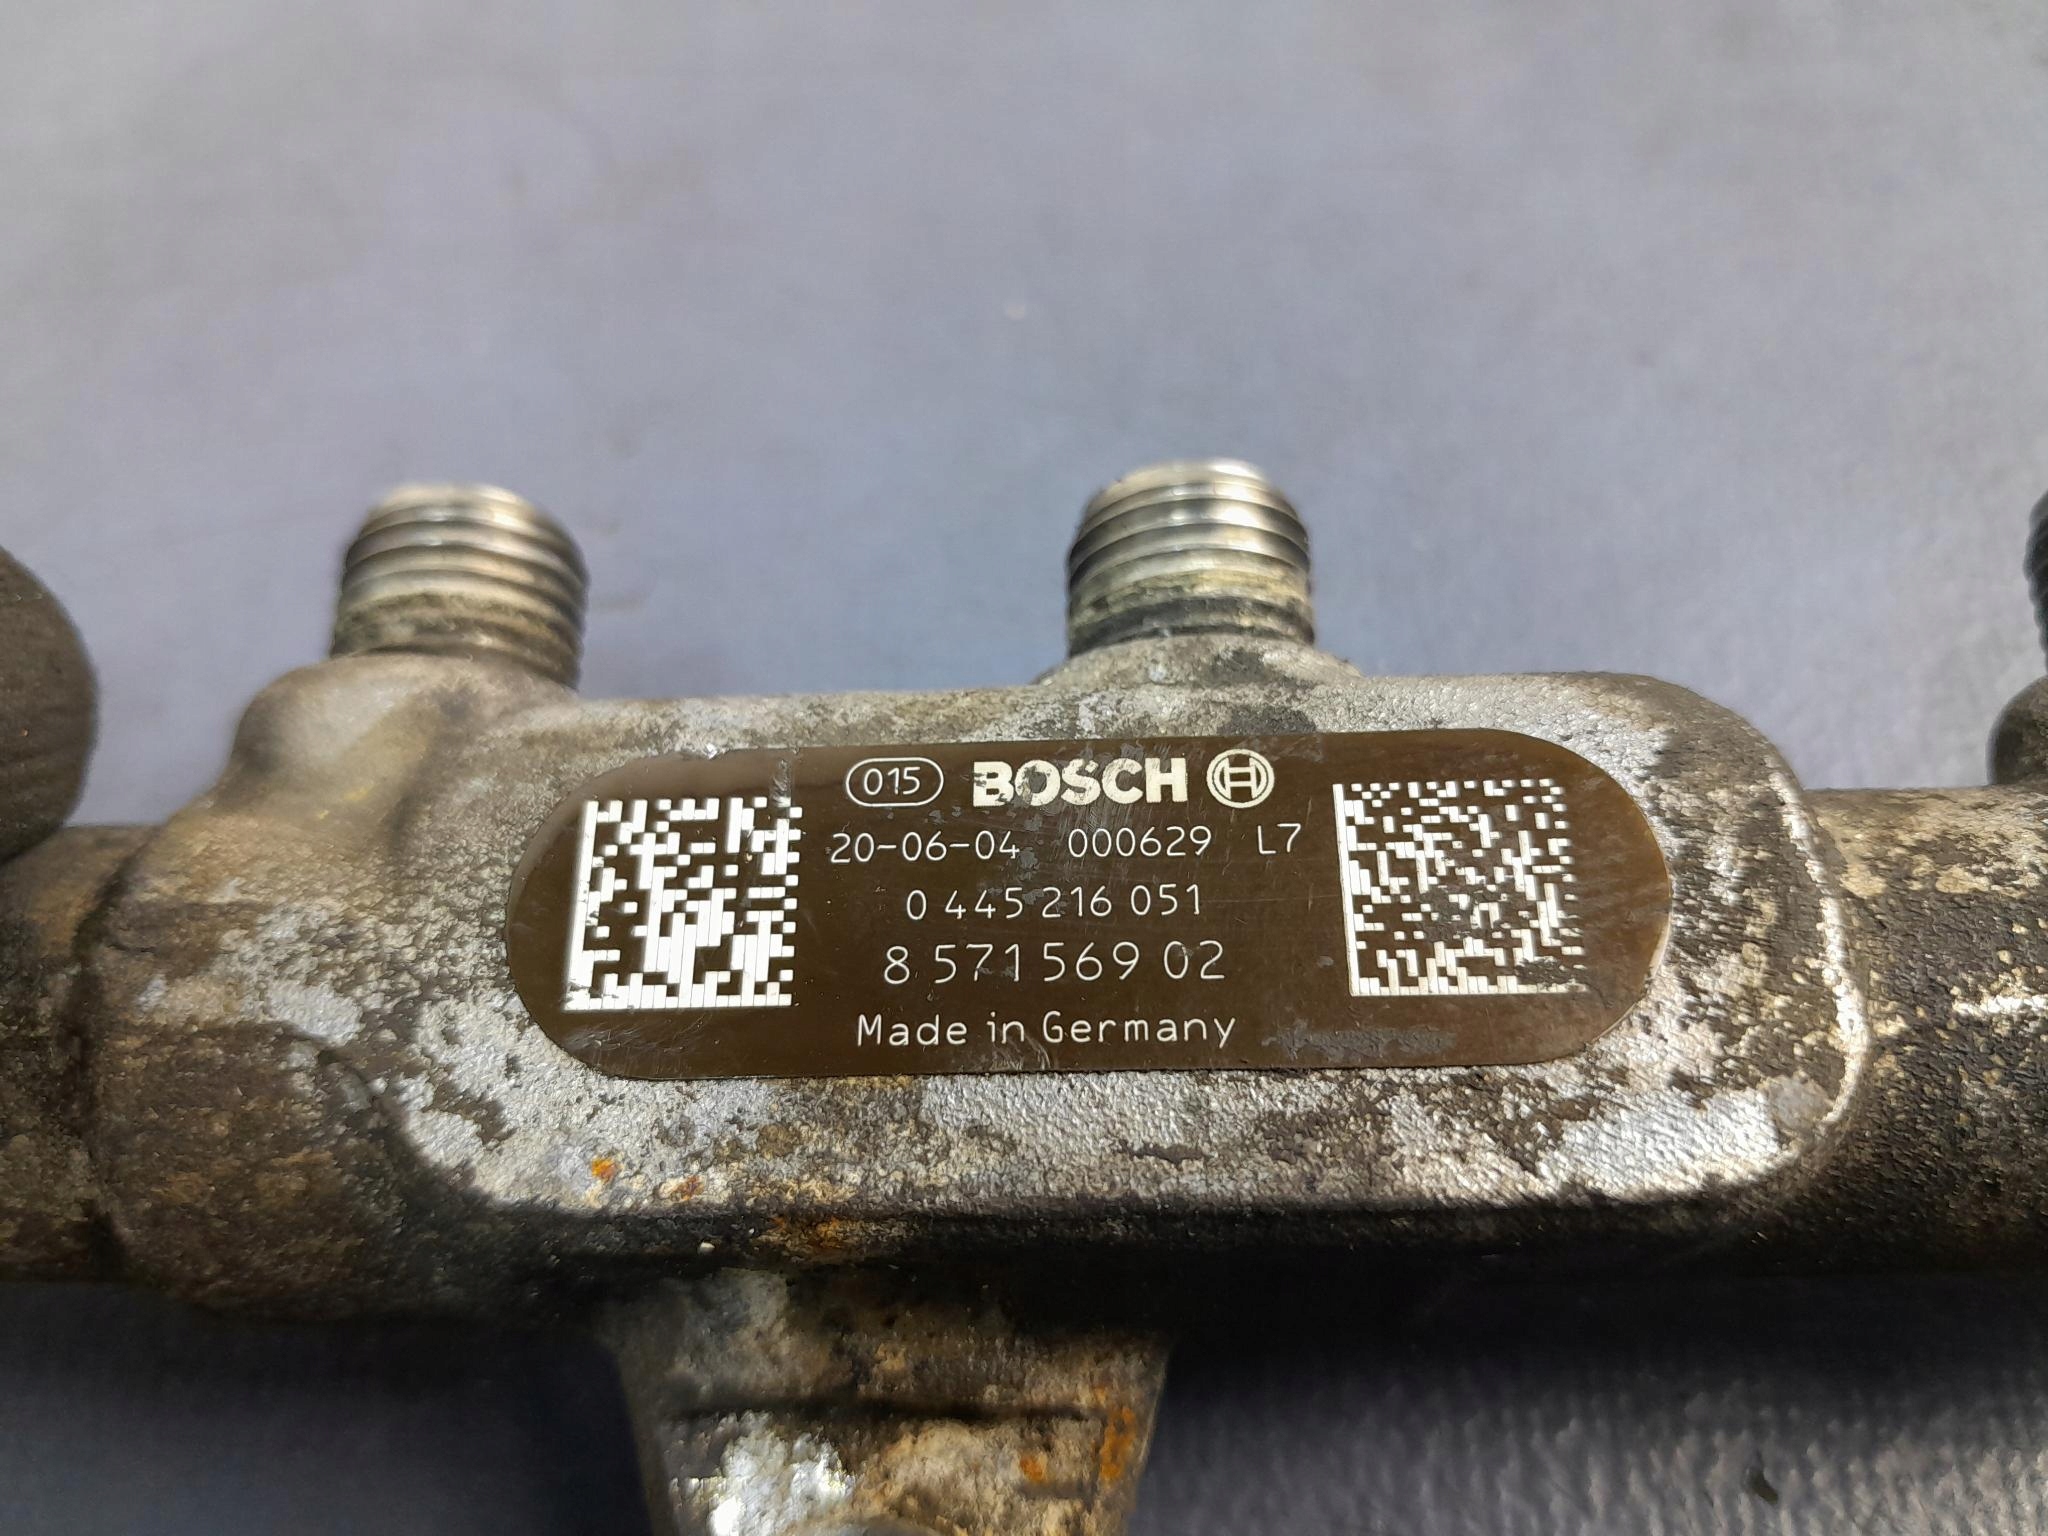 015 BOSCH
20-06-04 000629 L7
0 445 216 051
8 571 569 02
Made in Germany